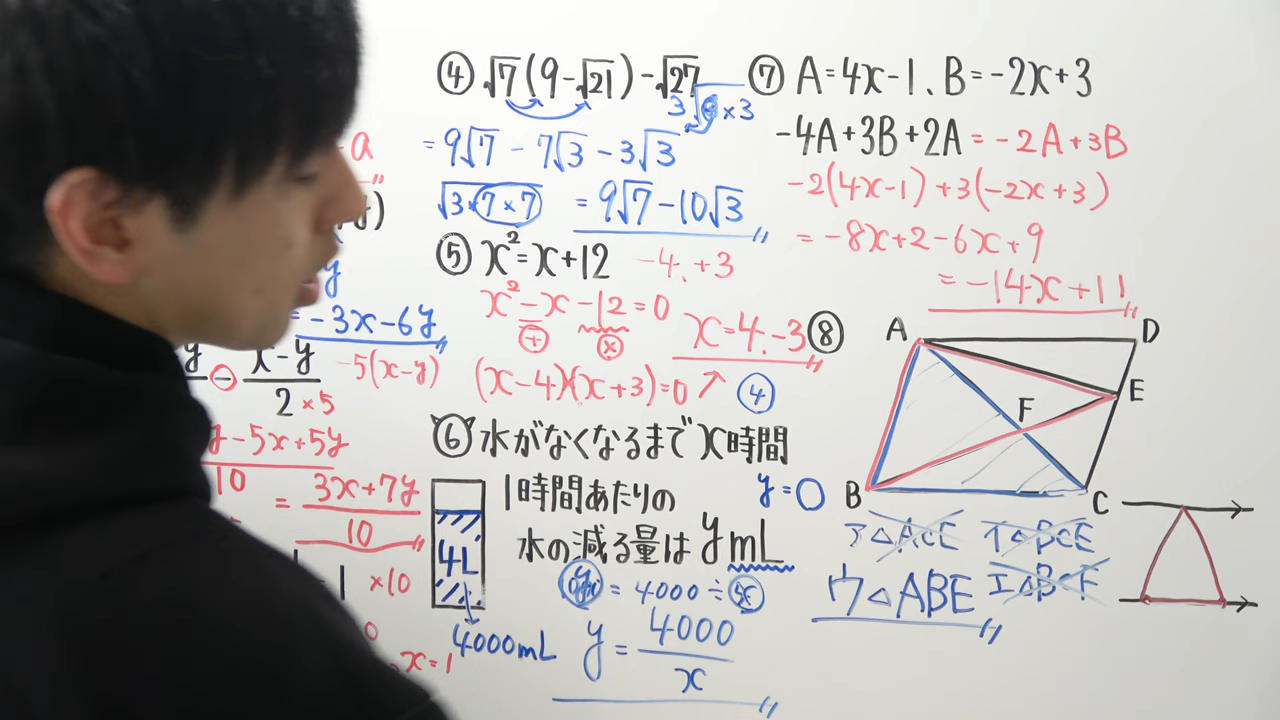 ④ √7(9-√21)-√27
= 9√7 - 7√3 - 3√3
√3×7×7 = 9√7-10√3
⑤ x²=x+12 -4, +3
x²-x-12=0
⊕ ⊗
x=4,-3
(x-4)(x+3)=0 ↗ ④
⑥ 水がなくなるまで x時間
1時間あたりの
y=
水の減る量は y mL
4L
= 4000÷
4000mL
y = 4000/x
⑦ A=4x-1、B=-2x+3
-4A+3B+2A = -2A+3B
-2(4x-1)+3(-2x+3)
= -8x+2-6x+9
= -14x+11
⑧
A D
E
F
B C
ア△ACE イ△BCE
ウ△ABE エ△BCF
= -3x-6y
x-y -5(x-y)
2 ×5
-5x+5y
10
= 3x+7y
10
1 ×10
x=1